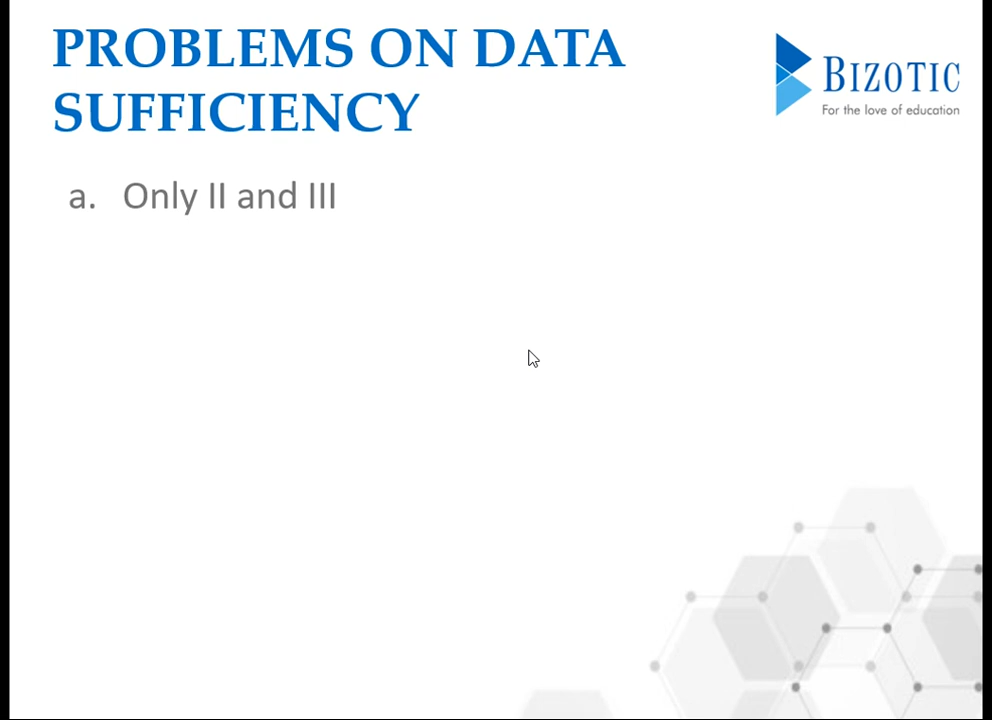 PROBLEMS ON DATA
SUFFICIENCY
BIZOTIC
For the love of education
a. Only II and III